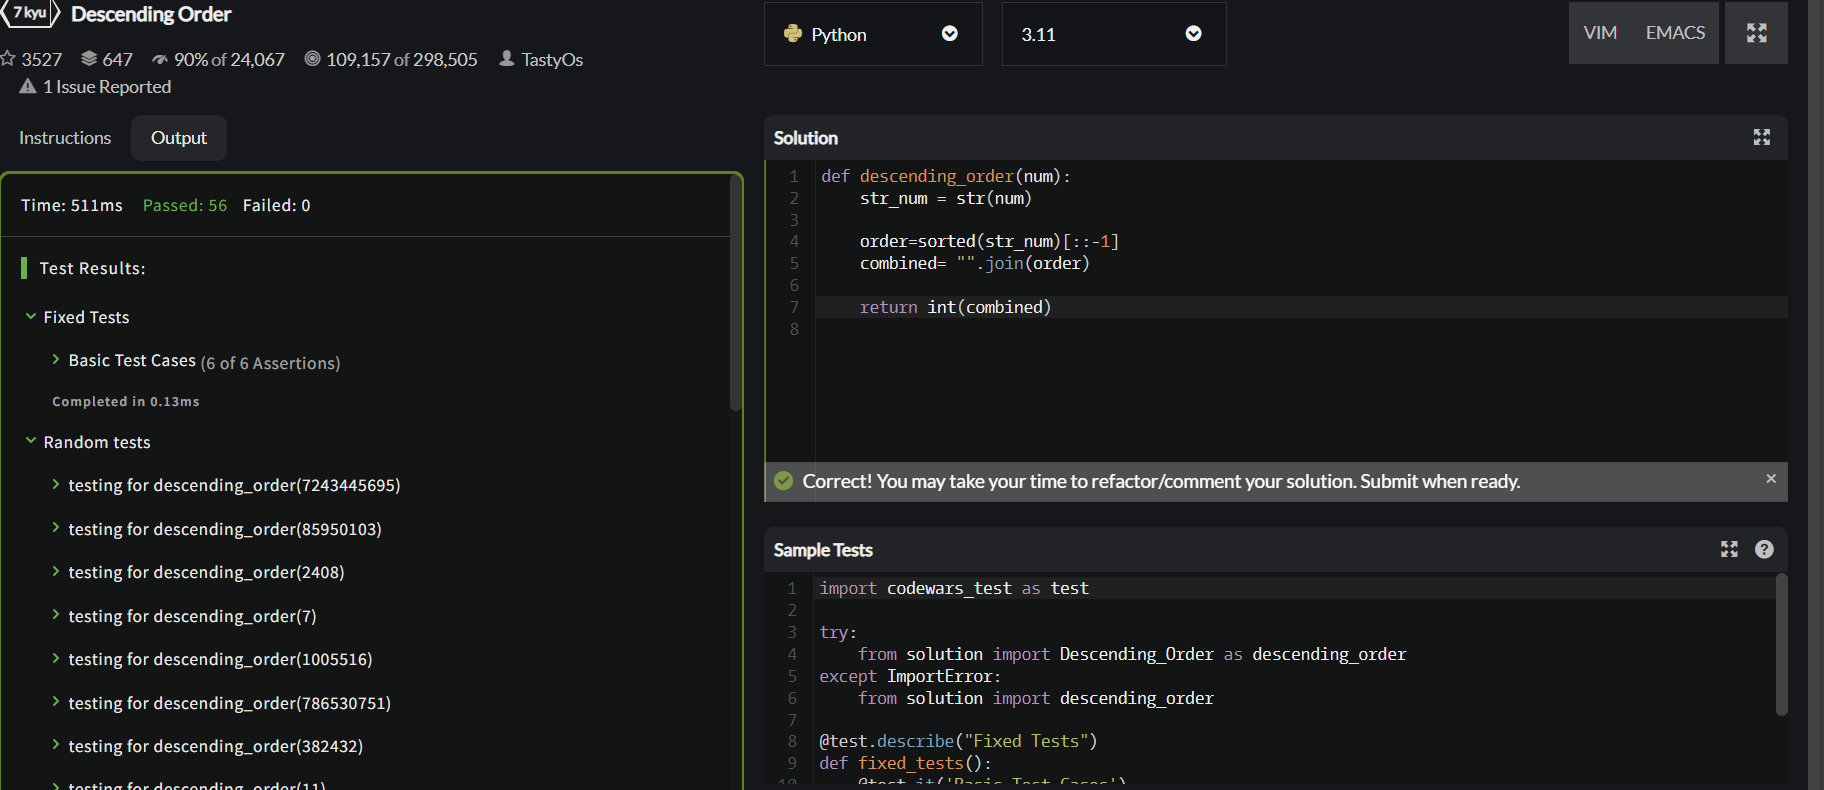 7 kyu Descending Order
3527 647 90% of 24,067 109,157 of 298,505 TastyOs
1 Issue Reported
Instructions Output
Time: 511ms Passed: 56 Failed: 0
Test Results:
Fixed Tests
Basic Test Cases (6 of 6 Assertions)
Completed in 0.13ms
Random tests
testing for descending_order(7243445695)
testing for descending_order(85950103)
testing for descending_order(2408)
testing for descending_order(7)
testing for descending_order(1005516)
testing for descending_order(786530751)
testing for descending_order(382432)
testing for descending_order(11)
Python 3.11 VIM EMACS
Solution
1 def descending_order(num):
2     str_num = str(num)
3
4     order=sorted(str_num)[::-1]
5     combined= "".join(order)
6
7     return int(combined)
8
Correct! You may take your time to refactor/comment your solution. Submit when ready. ×
Sample Tests ?
1 import codewars_test as test
2
3 try:
4     from solution import Descending_Order as descending_order
5 except ImportError:
6     from solution import descending_order
7
8 @test.describe("Fixed Tests")
9 def fixed_tests():
10     @test.it('Basic Test Cases')